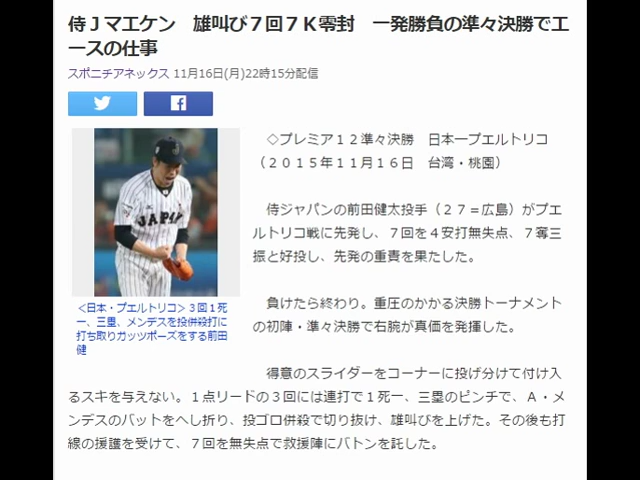 侍Ｊマエケン　雄叫び７回７Ｋ零封　一発勝負の準々決勝でエ
ースの仕事
スポニチアネックス 11月16日(月)22時15分配信
JAPAN
＜日本・プエルトリコ＞３回１死
一、三塁、メンデスを投併殺打に
打ち取りガッツポーズをする前田
健
◇プレミア１２準々決勝　日本―プエルトリコ
（２０１５年１１月１６日　台湾・桃園）
侍ジャパンの前田健太投手（２７＝広島）がプエ
ルトリコ戦に先発し、７回を４安打無失点、７奪三
振と好投し、先発の重責を果たした。
負けたら終わり。重圧のかかる決勝トーナメント
の初陣・準々決勝で右腕が真価を発揮した。
得意のスライダーをコーナーに投げ分けて付け入
るスキを与えない。１点リードの３回には連打で１死一、三塁のピンチで、Ａ・メ
ンデスのバットをへし折り、投ゴロ併殺で切り抜け、雄叫びを上げた。その後も打
線の援護を受けて、７回を無失点で救援陣にバトンを託した。